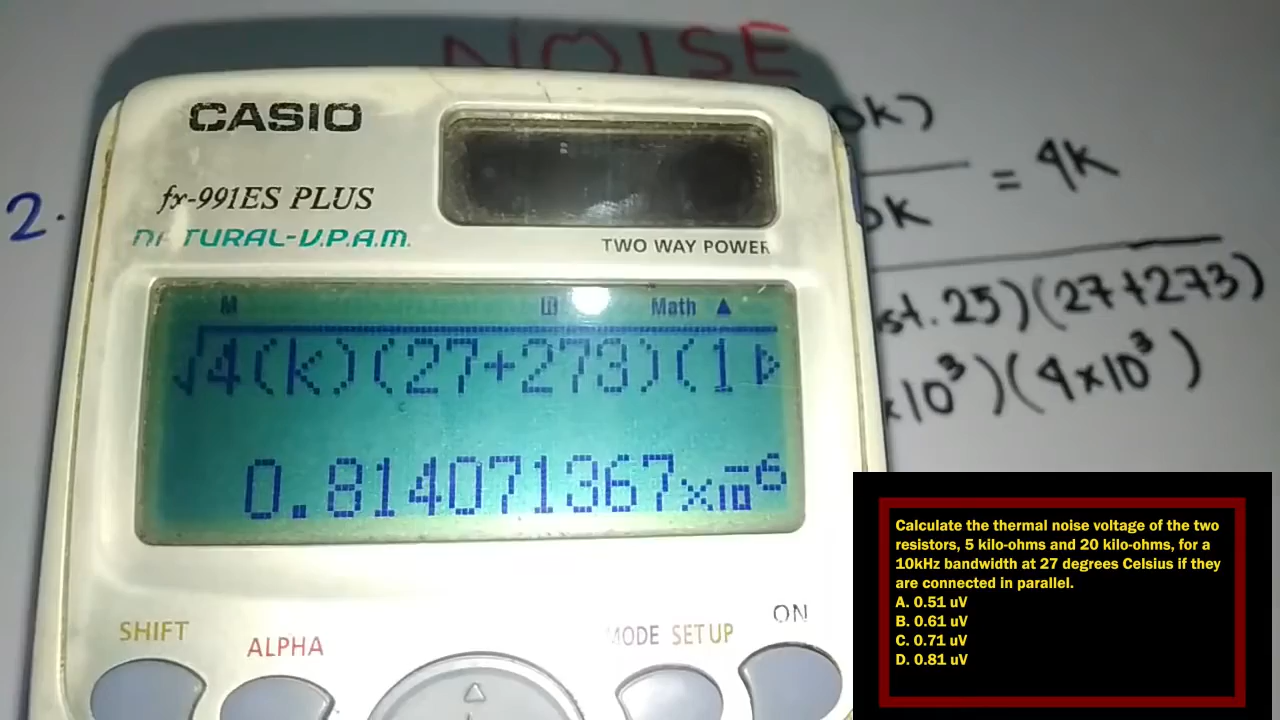 NOISE
CASIO
fx-991ES PLUS
NATURAL-V.P.A.M.
TWO WAY POWER
2.
k)
= 4k
k
st. 25)(27+273)
×10³)(4×10³)
M Math ▲
√4(k)(27+273)(1
0.814071367×10⁻⁶
SHIFT
ALPHA
MODE SETUP
ON
Calculate the thermal noise voltage of the two
resistors, 5 kilo-ohms and 20 kilo-ohms, for a
10kHz bandwidth at 27 degrees Celsius if they
are connected in parallel.
A. 0.51 uV
B. 0.61 uV
C. 0.71 uV
D. 0.81 uV